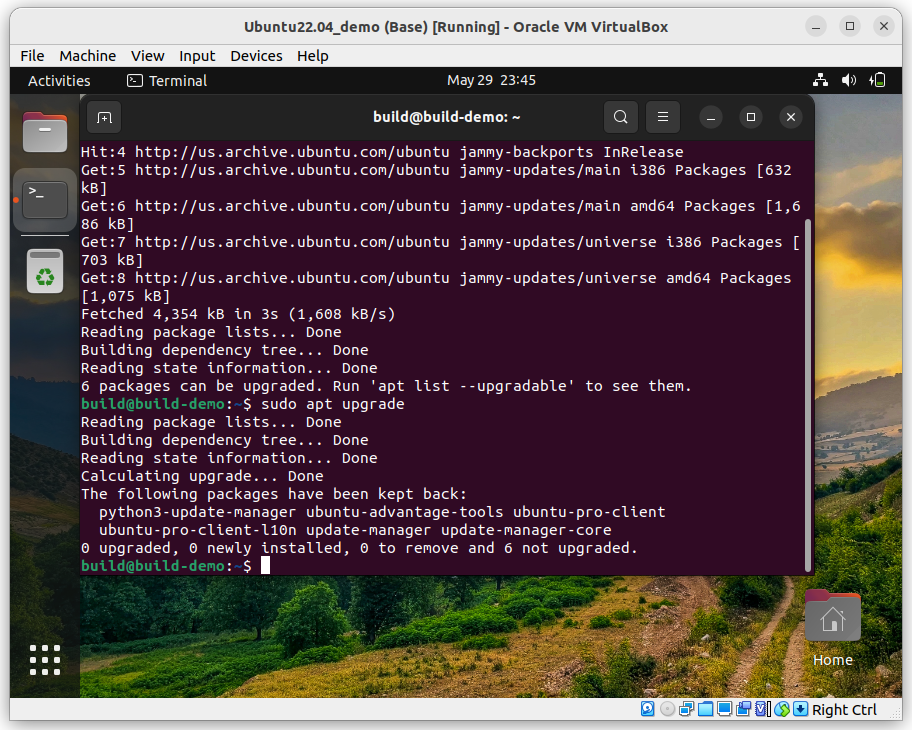 Ubuntu22.04_demo (Base) [Running] - Oracle VM VirtualBox
File Machine View Input Devices Help
Activities Terminal May 29 23:45
build@build-demo: ~
Hit:4 http://us.archive.ubuntu.com/ubuntu jammy-backports InRelease
Get:5 http://us.archive.ubuntu.com/ubuntu jammy-updates/main i386 Packages [632
kB]
Get:6 http://us.archive.ubuntu.com/ubuntu jammy-updates/main amd64 Packages [1,6
86 kB]
Get:7 http://us.archive.ubuntu.com/ubuntu jammy-updates/universe i386 Packages [
703 kB]
Get:8 http://us.archive.ubuntu.com/ubuntu jammy-updates/universe amd64 Packages
[1,075 kB]
Fetched 4,354 kB in 3s (1,608 kB/s)
Reading package lists... Done
Building dependency tree... Done
Reading state information... Done
6 packages can be upgraded. Run 'apt list --upgradable' to see them.
build@build-demo:~$ sudo apt upgrade
Reading package lists... Done
Building dependency tree... Done
Reading state information... Done
Calculating upgrade... Done
The following packages have been kept back:
  python3-update-manager ubuntu-advantage-tools ubuntu-pro-client
  ubuntu-pro-client-l10n update-manager update-manager-core
0 upgraded, 0 newly installed, 0 to remove and 6 not upgraded.
build@build-demo:~$
Home
Right Ctrl